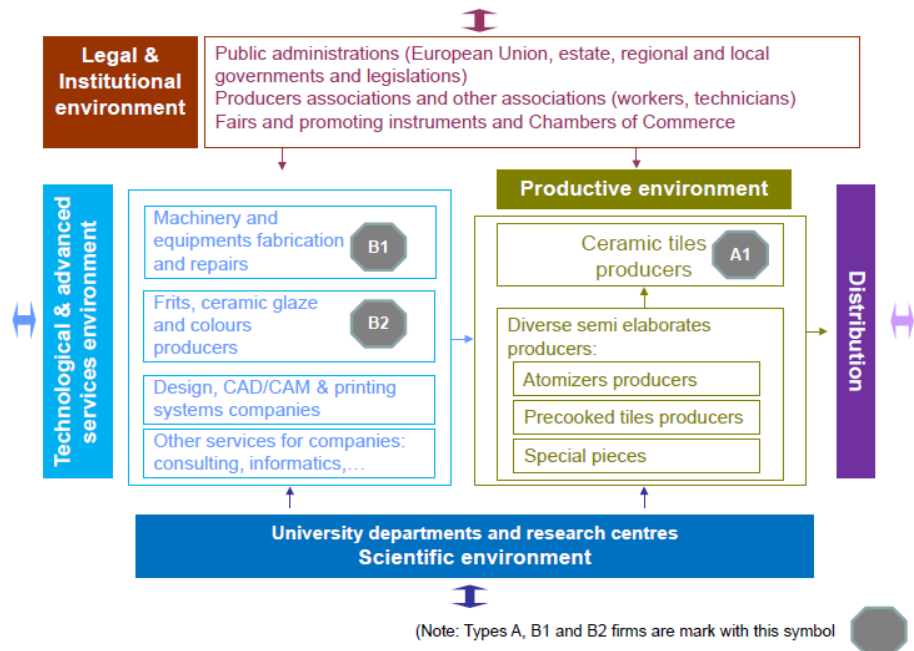 Legal &
Institutional
environment
Public administrations (European Union, estate, regional and local
governments and legislations)
Producers associations and other associations (workers, technicians)
Fairs and promoting instruments and Chambers of Commerce
Technological & advanced
services environment
Machinery and
equipments fabrication
and repairs
B1
Frits, ceramic glaze
and colours
producers
B2
Design, CAD/CAM & printing
systems companies
Other services for companies:
consulting, informatics,…
Productive environment
Ceramic tiles
producers
A1
Diverse semi elaborates
producers:
Atomizers producers
Precooked tiles producers
Special pieces
Distribution
University departments and research centres
Scientific environment
(Note: Types A, B1 and B2 firms are mark with this symbol